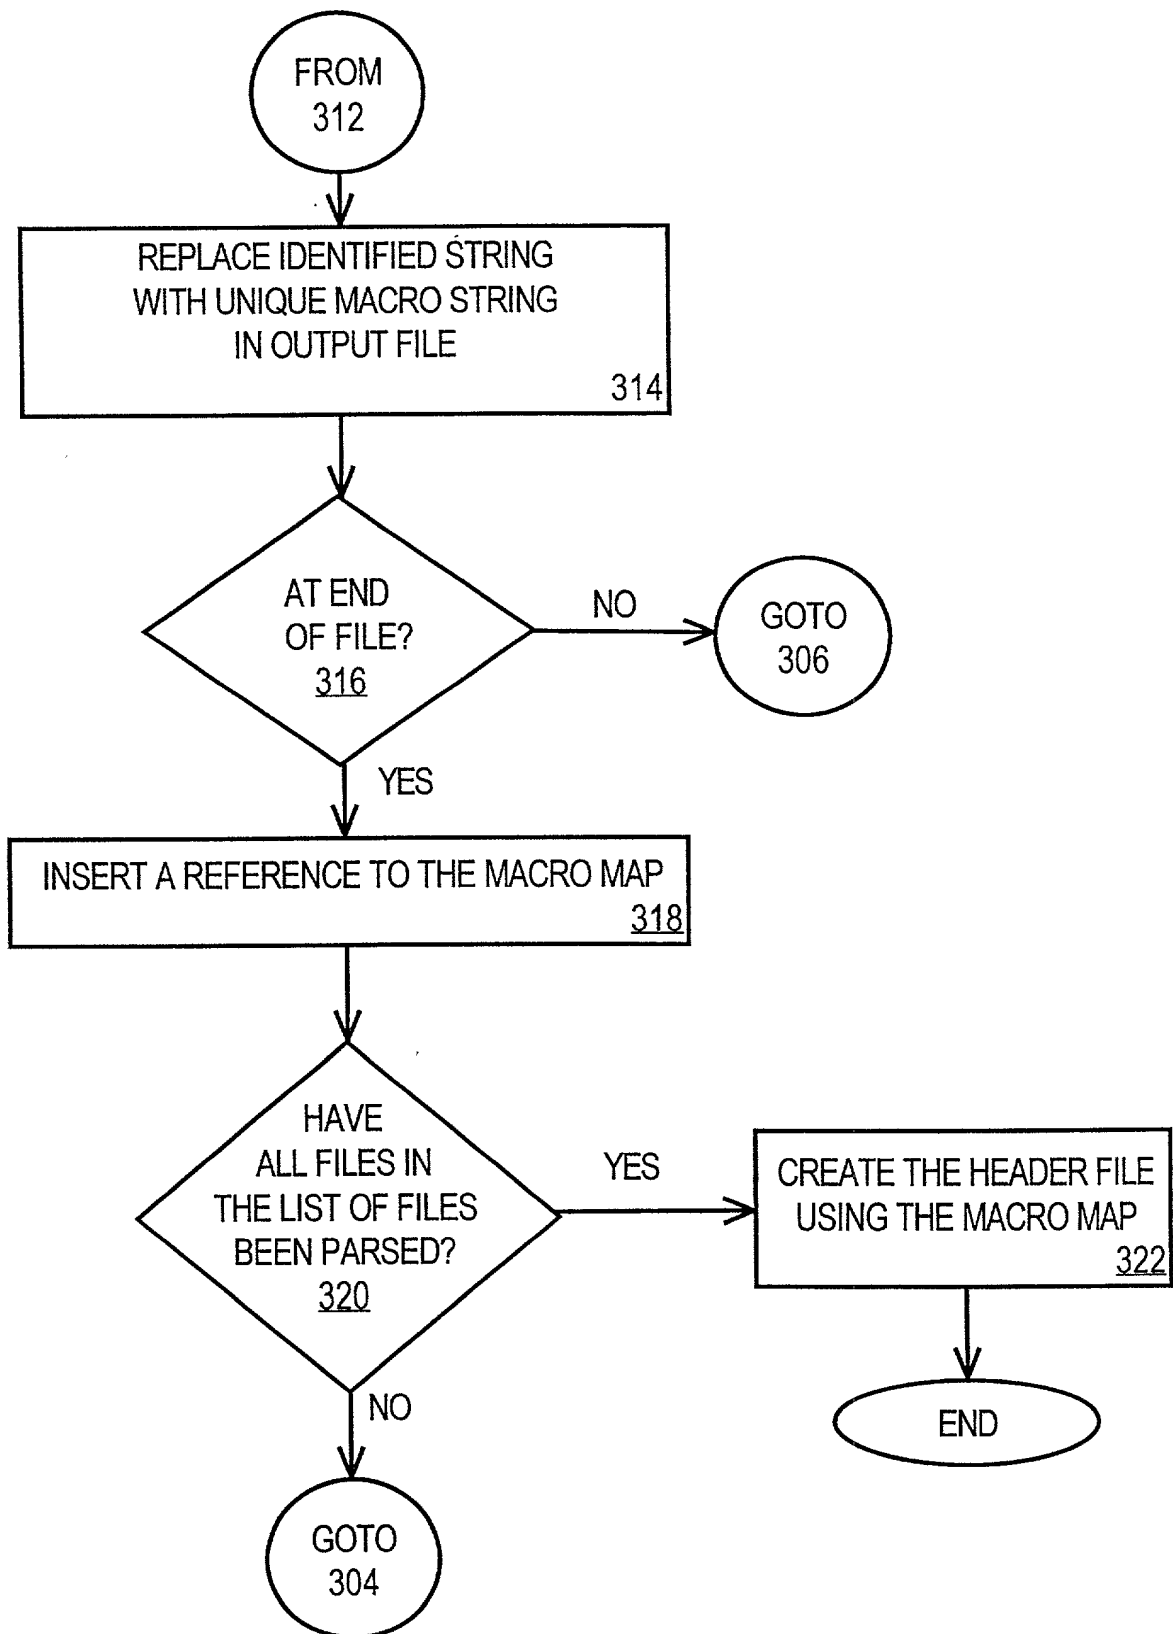 FROM
312
REPLACE IDENTIFIED STRING
WITH UNIQUE MACRO STRING
IN OUTPUT FILE
314
AT END
OF FILE?
316
NO
GOTO
306
YES
INSERT A REFERENCE TO THE MACRO MAP
318
HAVE
ALL FILES IN
THE LIST OF FILES
BEEN PARSED?
320
YES
CREATE THE HEADER FILE
USING THE MACRO MAP
322
END
NO
GOTO
304